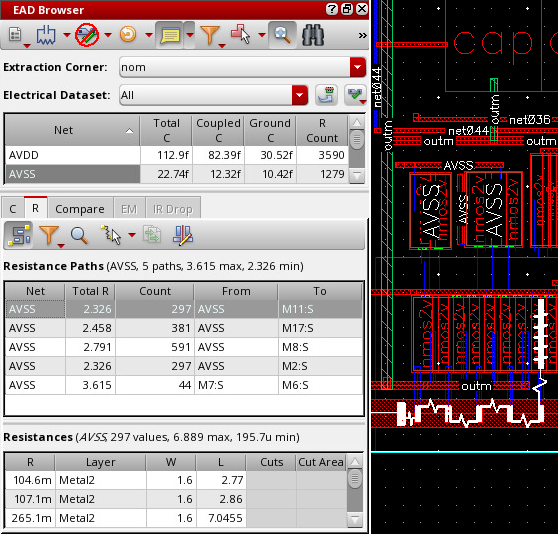 EAD Browser
Extraction Corner: nom
Electrical Dataset: All
Net Total C Coupled C Ground C R Count
AVDD 112.9f 82.39f 30.52f 3590
AVSS 22.74f 12.32f 10.42f 1279
C R Compare EM IR Drop
Resistance Paths (AVSS, 5 paths, 3.615 max, 2.326 min)
Net Total R Count From To
AVSS 2.326 297 AVSS M11:S
AVSS 2.458 381 AVSS M17:S
AVSS 2.791 591 AVSS M8:S
AVSS 2.326 297 AVSS M2:S
AVSS 3.615 44 M7:S M6:S
Resistances (AVSS, 297 values, 6.889 max, 195.7u min)
R Layer W L Cuts Cut Area
104.6m Metal2 1.6 2.77
107.1m Metal2 1.6 2.86
265.1m Metal2 1.6 7.0455
cap
net044
outm
outm
net036
net044
outm
outm
AVSS
AVSS
AVSS
AVSS
nmos2v
nmos2v
nmos2v
nmos2v
nmos2v
nmos2v
nmos2v
outm